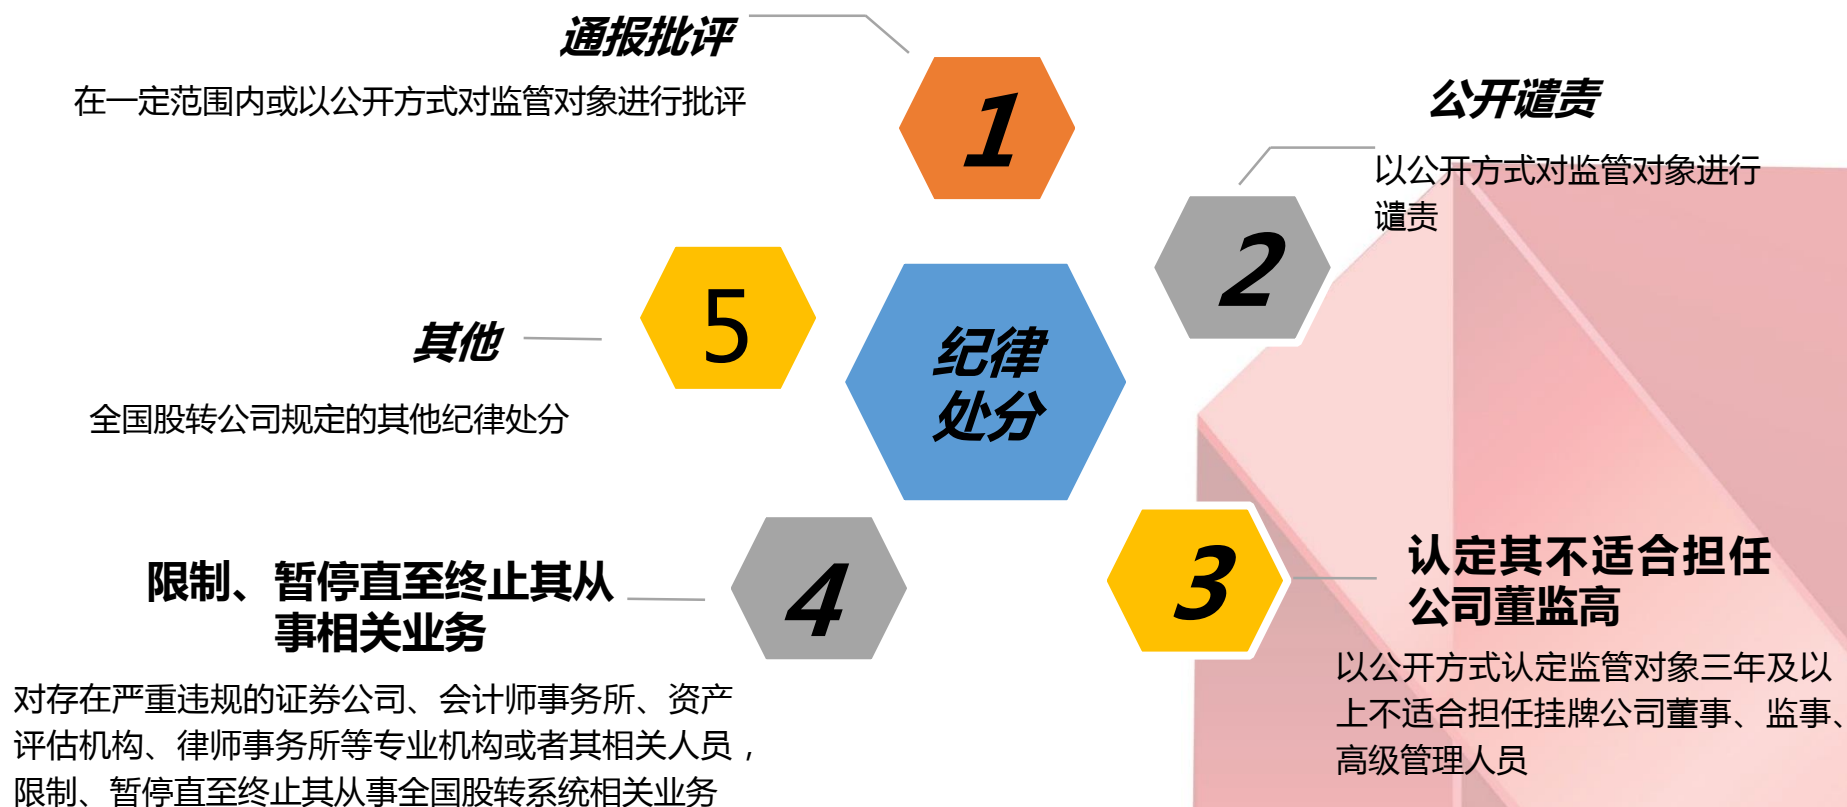 通报批评
在一定范围内或以公开方式对监管对象进行批评
1
公开谴责
以公开方式对监管对象进行
谴责
2
纪律
处分
3
认定其不适合担任
公司董监高
以公开方式认定监管对象三年及以
上不适合担任挂牌公司董事、监事、
高级管理人员
4
限制、暂停直至终止其从
事相关业务
对存在严重违规的证券公司、会计师事务所、资产
评估机构、律师事务所等专业机构或者其相关人员，
限制、暂停直至终止其从事全国股转系统相关业务
5
其他
全国股转公司规定的其他纪律处分